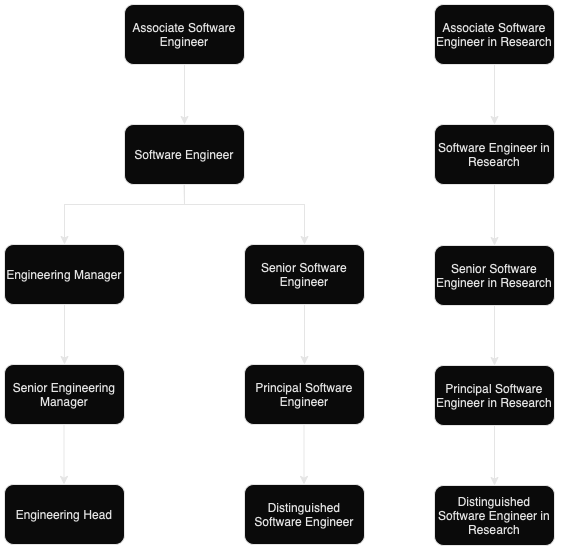 Associate Software
Engineer
Associate Software
Engineer in Research
Software Engineer
Software Engineer in
Research
Engineering Manager
Senior Software
Engineer
Senior Software
Engineer in Research
Senior Engineering
Manager
Principal Software
Engineer
Principal Software
Engineer in Research
Engineering Head
Distinguished
Software Engineer
Distinguished
Software Engineer in
Research